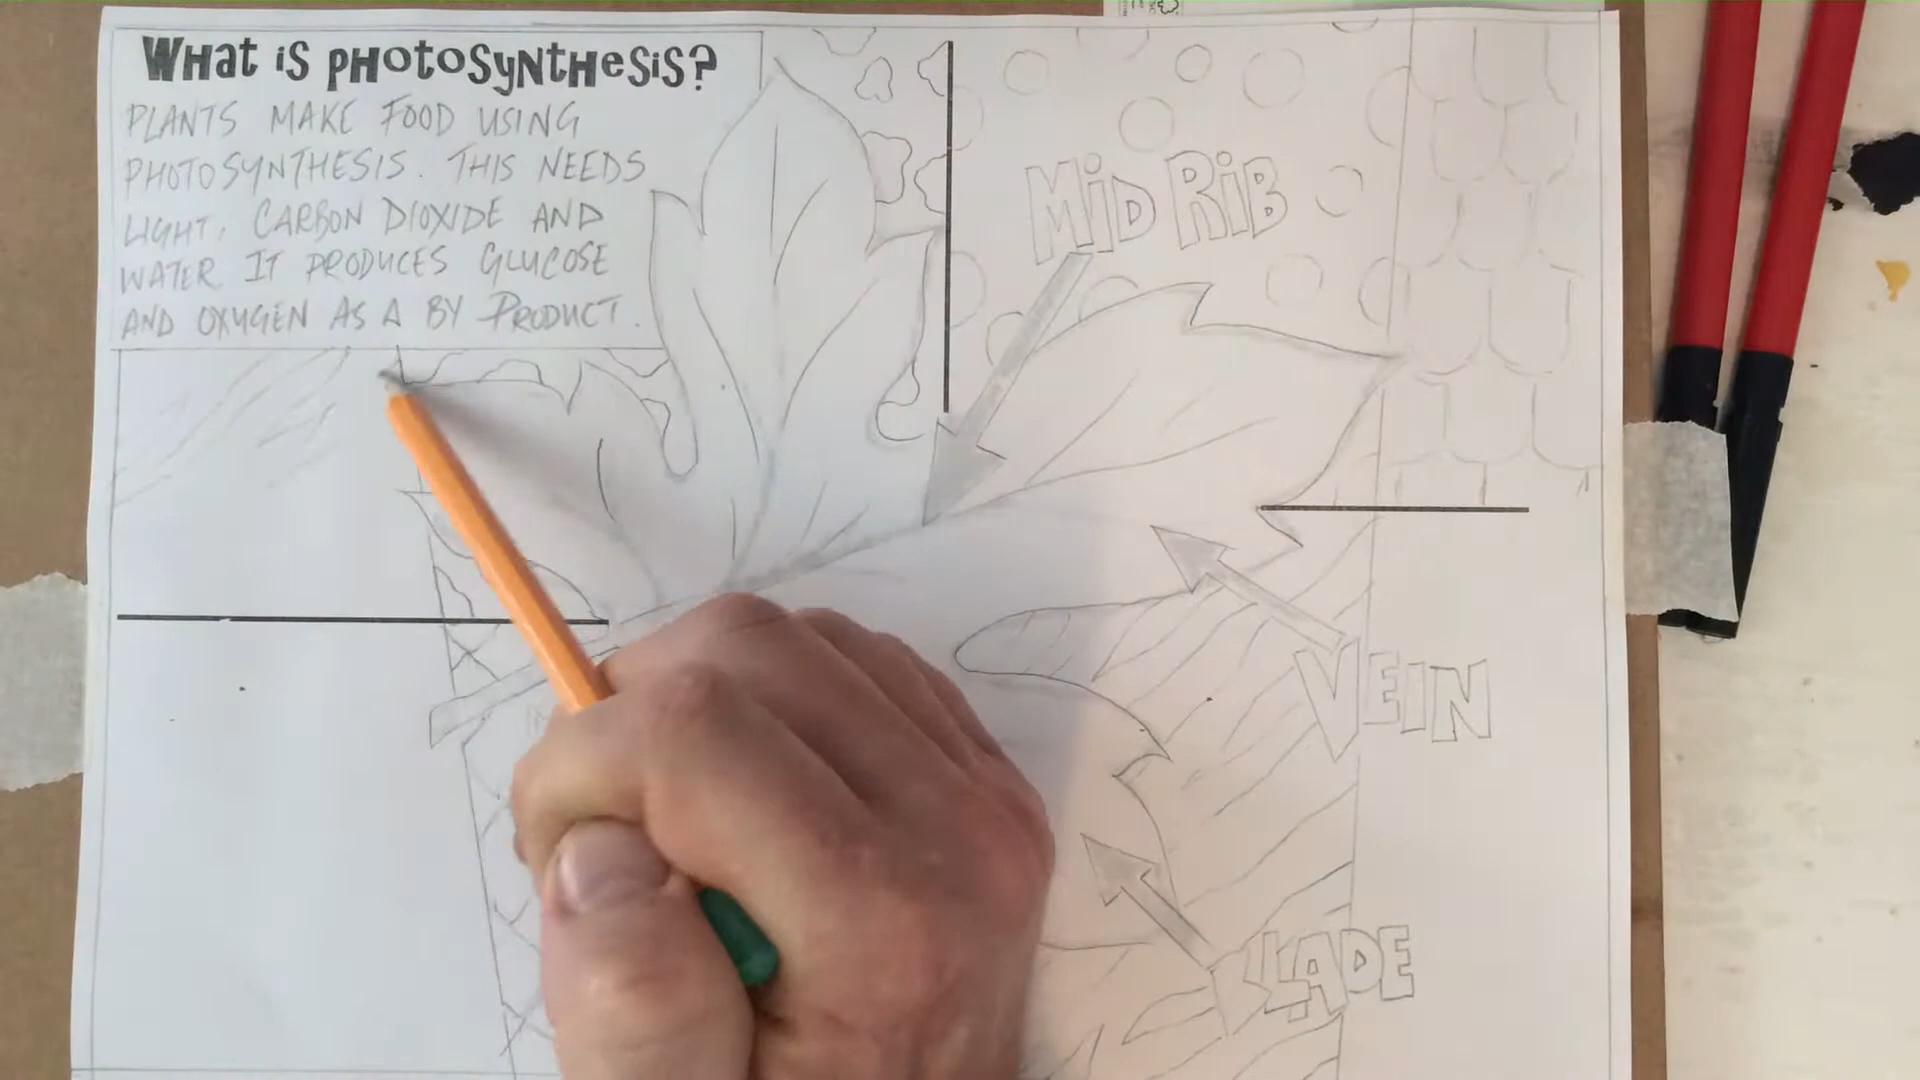 WHat iS PHotoSyNtHeSiS?
PLANTS MAKE FOOD USING
PHOTOSYNTHESIS. THIS NEEDS
LIGHT, CARBON DIOXIDE AND
WATER IT PRODUCES GLUCOSE
AND OXYGEN AS A BY PRODUCT.
MiD RiB
VEIN
BLADE